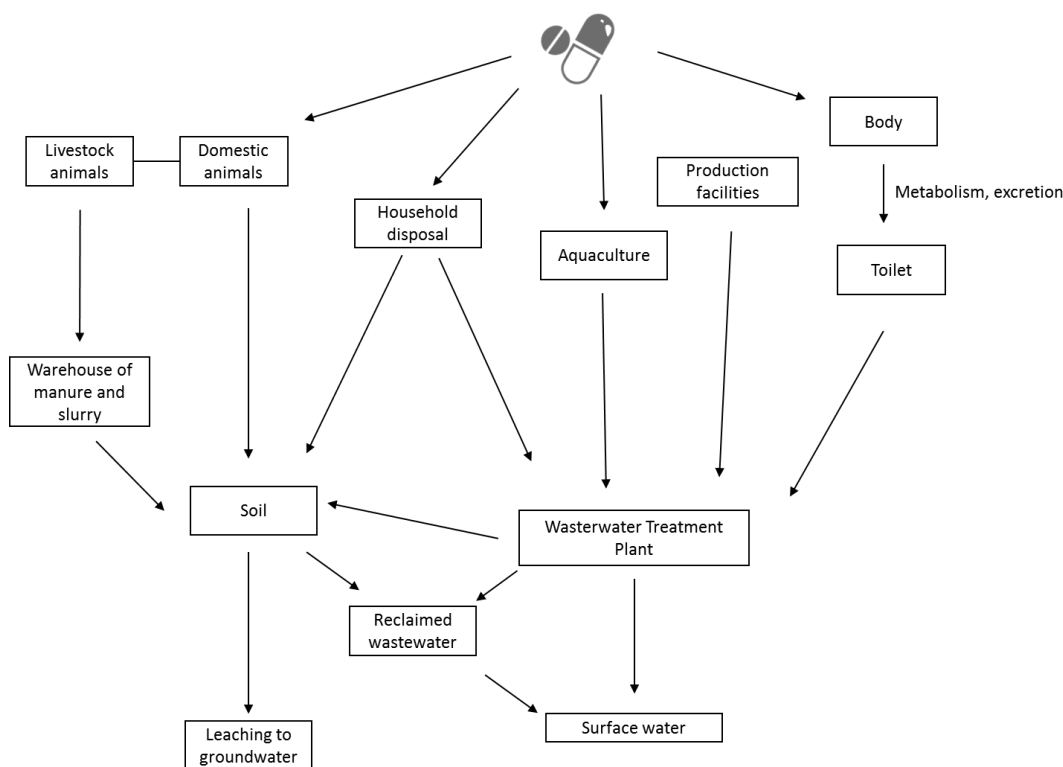 Body
Livestock
animals
Domestic
animals
Production
facilities
Metabolism, excretion
Household
disposal
Aquaculture
Toilet
Warehouse of
manure and
slurry
Soil
Wasterwater Treatment
Plant
Reclaimed
wastewater
Surface water
Leaching to
groundwater